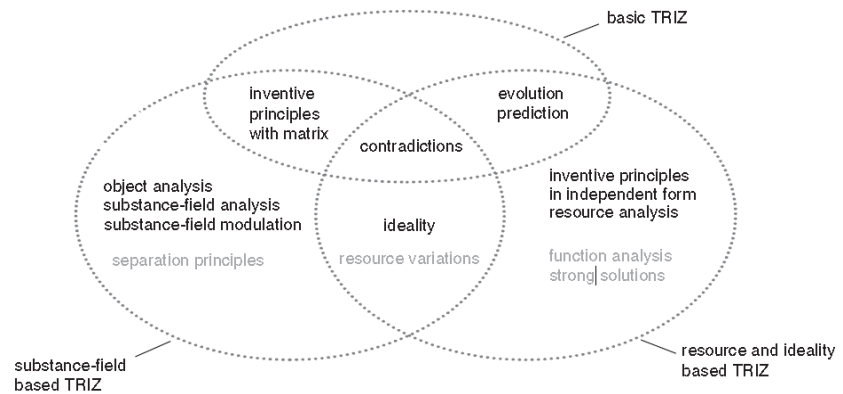 basic TRIZ
inventive
principles
with matrix
evolution
prediction
contradictions
object analysis
substance-field analysis
substance-field modulation
separation principles
ideality
resource variations
inventive principles
in independent form
resource analysis
function analysis
strong solutions
substance-field
based TRIZ
resource and ideality
based TRIZ